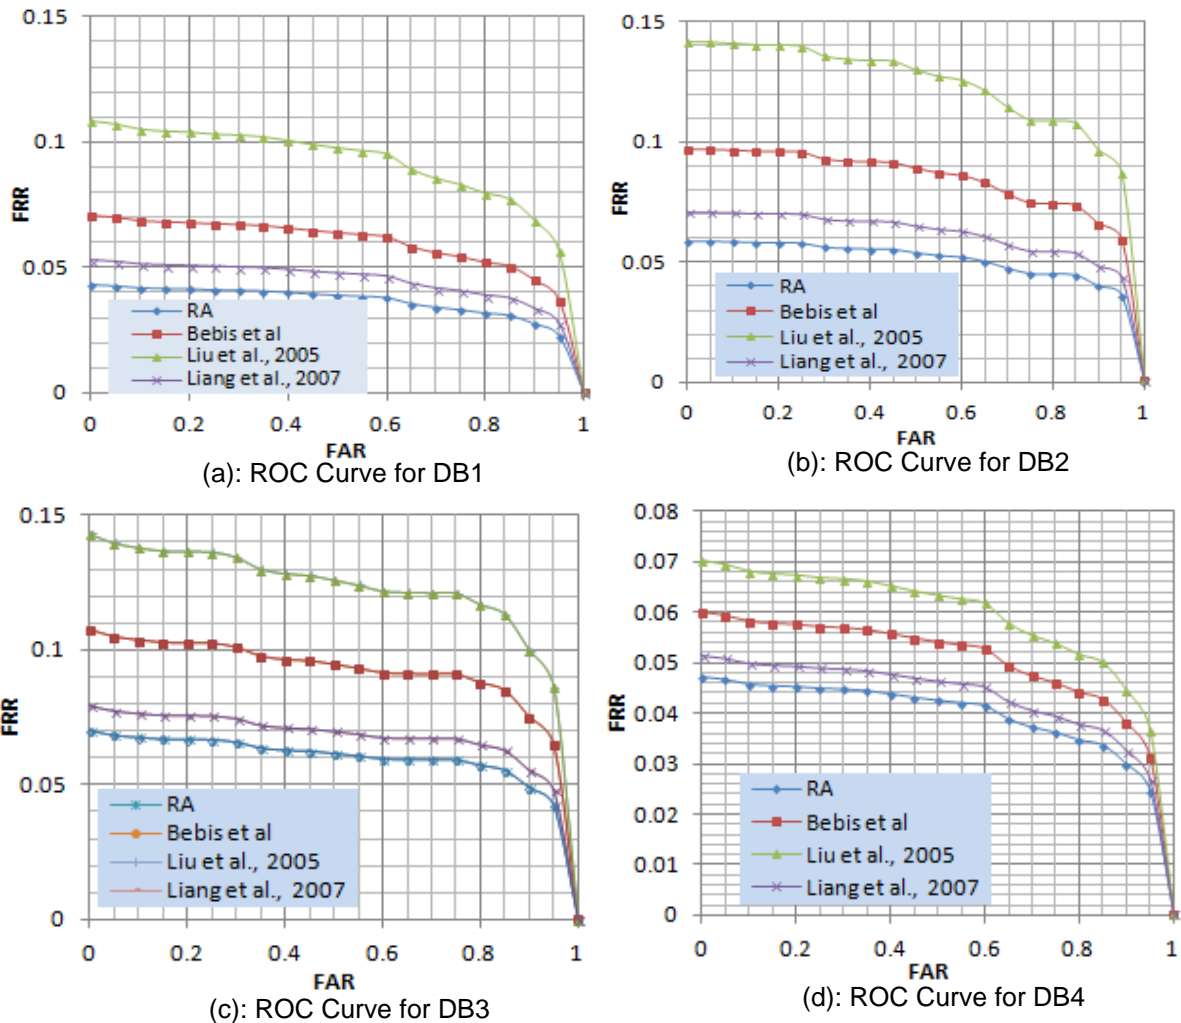 0.15
0.1
0.05
0
FRR
RA
Bebis et al
Liu et al., 2005
Liang et al., 2007
0 0.2 0.4 0.6 0.8 1
FAR
(a): ROC Curve for DB1
0.15
0.1
0.05
0
FRR
RA
Bebis et al
Liu et al., 2005
Liang et al., 2007
0 0.2 0.4 0.6 0.8 1
FAR
(b): ROC Curve for DB2
0.15
0.1
0.05
0
FRR
RA
Bebis et al
Liu et al., 2005
Liang et al., 2007
0 0.2 0.4 0.6 0.8 1
FAR
(c): ROC Curve for DB3
0.08
0.07
0.06
0.05
0.04
0.03
0.02
0.01
0
FRR
RA
Bebis et al
Liu et al., 2005
Liang et al., 2007
0 0.2 0.4 0.6 0.8 1
FAR
(d): ROC Curve for DB4